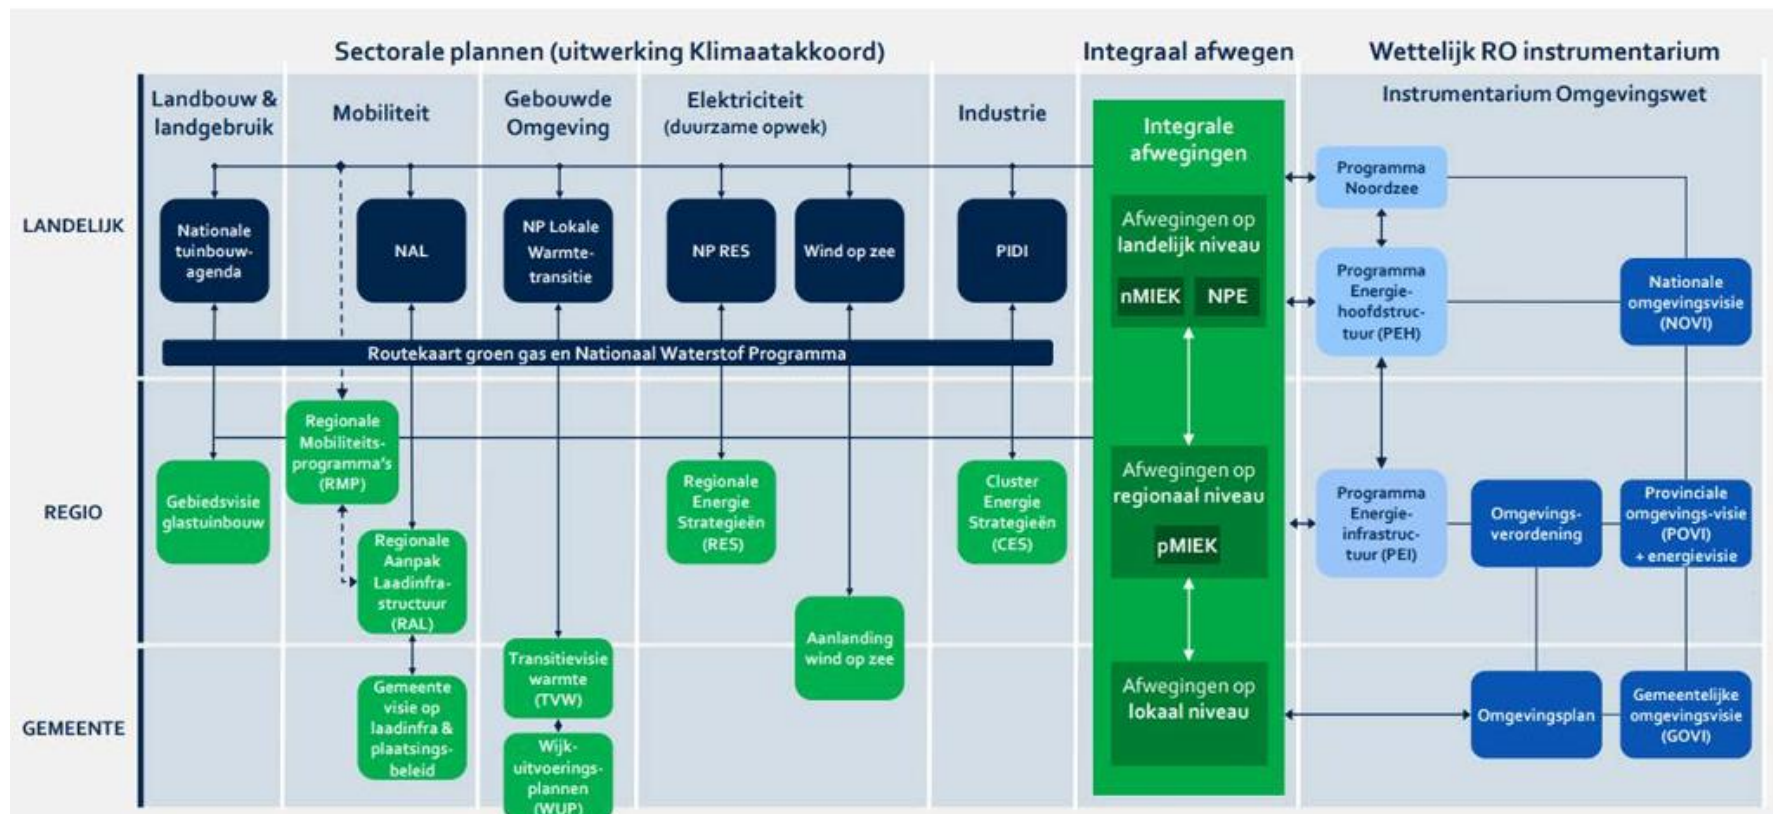 Sectorale plannen (uitwerking Klimaatakkoord)
Integraal afwegen
Wettelijk RO instrumentarium
Landbouw &
landgebruik
Mobiliteit
Gebouwde
Omgeving
Elektriciteit
(duurzame opwek)
Industrie
Instrumentarium Omgevingswet
Integrale
afwegingen
LANDELIJK
Nationale
tuinbouw-
agenda
NAL
NP Lokale
Warmte-
transitie
NP RES
Wind op zee
PIDI
Afwegingen op
landelijk niveau
nMIEK
NPE
Programma
Noordzee
Programma
Energie-
hoofdstruc-
tuur (PEH)
Nationale
omgevingsvisie
(NOVI)
Routekaart groen gas en Nationaal Waterstof Programma
REGIO
Gebiedsvisie
glastuinbouw
Regionale
Mobiliteits-
programma's
(RMP)
Regionale
Aanpak
Laadinfra-
structuur
(RAL)
Regionale
Energie
Strategieën
(RES)
Aanlanding
wind op zee
Cluster
Energie
Strategieën
(CES)
Afwegingen op
regionaal niveau
pMIEK
Programma
Energie-
infrastruc-
tuur (PEI)
Omgevings-
verordening
Provinciale
omgevings-visie
(POVI)
+ energievisie
GEMEENTE
Gemeente
visie op
laadinfra &
plaatsings-
beleid
Transitievisie
warmte
(TVW)
Wijk-
uitvoerings-
plannen
(WUP)
Afwegingen op
lokaal niveau
Omgevingsplan
Gemeentelijke
omgevingsvisie
(GOVI)